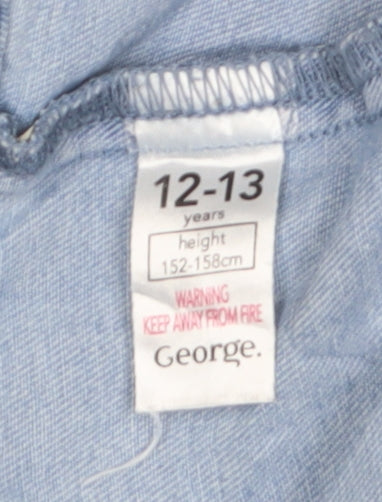 12-13
years
height
152-158cm
WARNING
KEEP AWAY FROM FIRE
George.